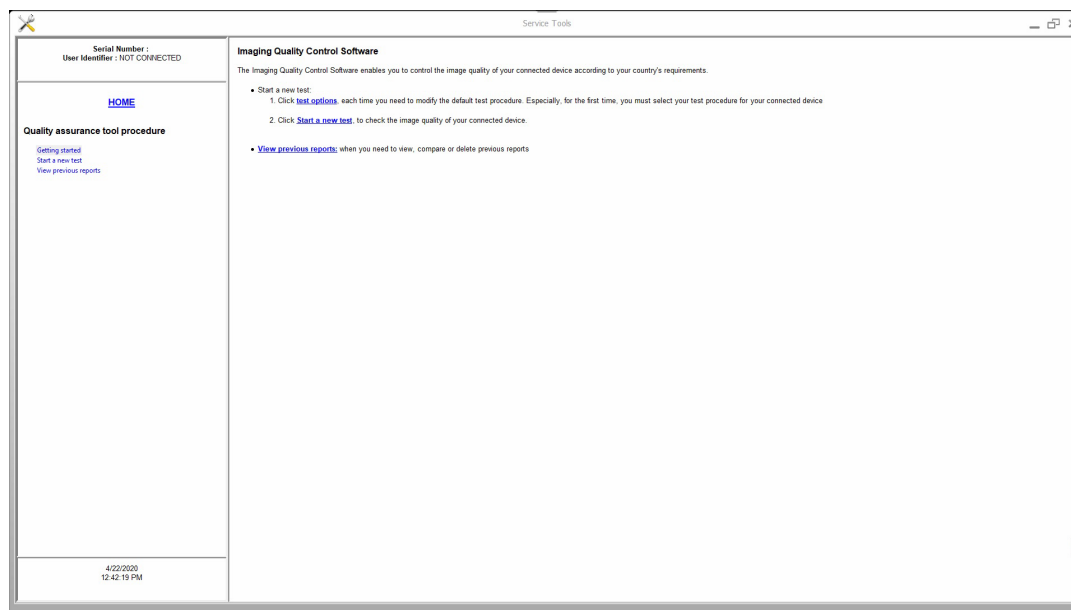 Service Tools
Serial Number :
User Identifier : NOT CONNECTED
HOME
Quality assurance tool procedure
Getting started
Start a new test
View previous reports
4/22/2020
12:42:19 PM
Imaging Quality Control Software
The Imaging Quality Control Software enables you to control the image quality of your connected device according to your country's requirements.
• Start a new test:
1. Click test options, each time you need to modify the default test procedure. Especially, for the first time, you must select your test procedure for your connected device
2. Click Start a new test, to check the image quality of your connected device.
• View previous reports: when you need to view, compare or delete previous reports